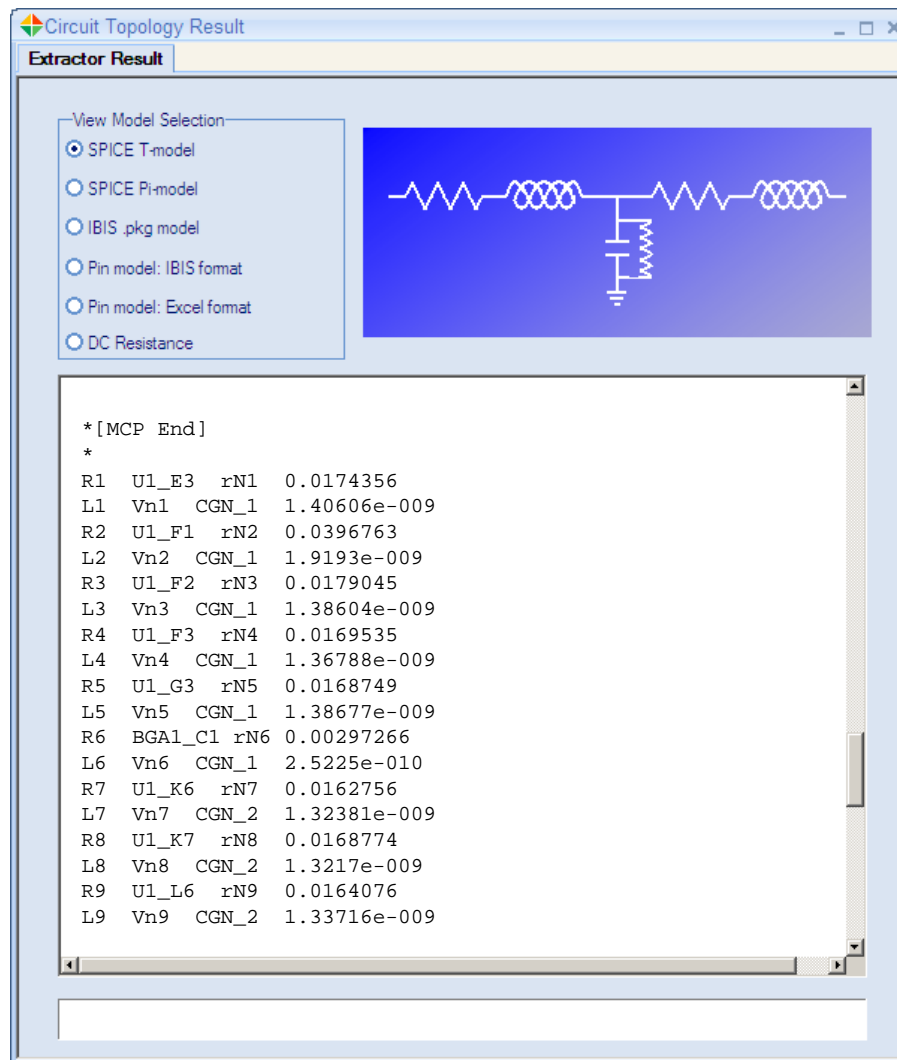 Circuit Topology Result
Extractor Result
View Model Selection
SPICE T-model
SPICE Pi-model
IBIS .pkg model
Pin model: IBIS format
Pin model: Excel format
DC Resistance
*[MCP End]
*
R1 U1_E3 rN1 0.0174356
L1 Vn1 CGN_1 1.40606e-009
R2 U1_F1 rN2 0.0396763
L2 Vn2 CGN_1 1.9193e-009
R3 U1_F2 rN3 0.0179045
L3 Vn3 CGN_1 1.38604e-009
R4 U1_F3 rN4 0.0169535
L4 Vn4 CGN_1 1.36788e-009
R5 U1_G3 rN5 0.0168749
L5 Vn5 CGN_1 1.38677e-009
R6 BGA1_C1 rN6 0.00297266
L6 Vn6 CGN_1 2.5225e-010
R7 U1_K6 rN7 0.0162756
L7 Vn7 CGN_2 1.32381e-009
R8 U1_K7 rN8 0.0168774
L8 Vn8 CGN_2 1.3217e-009
R9 U1_L6 rN9 0.0164076
L9 Vn9 CGN_2 1.33716e-009